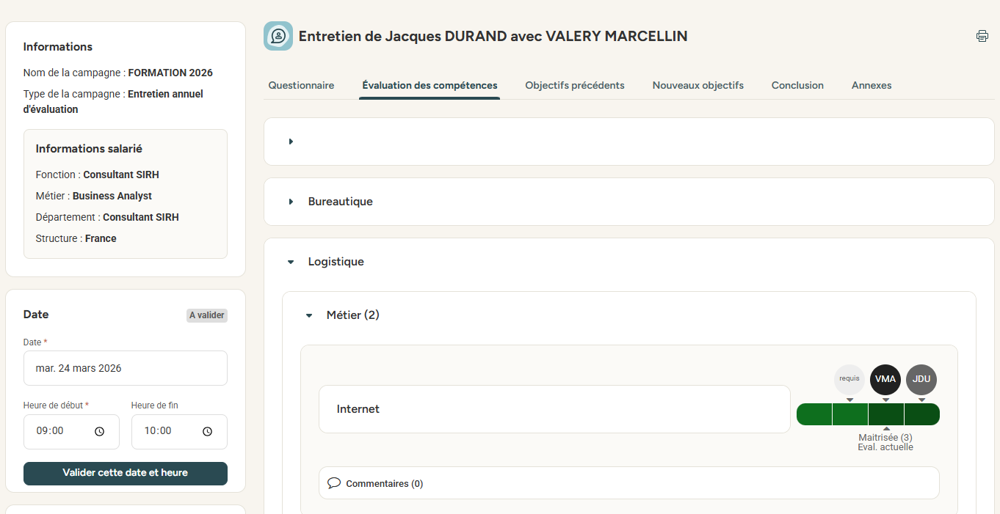 Informations
Nom de la campagne : FORMATION 2026
Type de la campagne : Entretien annuel
d'évaluation
Informations salarié
Fonction : Consultant SIRH
Métier : Business Analyst
Département : Consultant SIRH
Structure : France
Date
A valider
Date *
mar. 24 mars 2026
Heure de début *
Heure de fin
09:00
10:00
Valider cette date et heure
Entretien de Jacques DURAND avec VALERY MARCELLIN
Questionnaire
Évaluation des compétences
Objectifs précédents
Nouveaux objectifs
Conclusion
Annexes
Bureautique
Logistique
Métier (2)
Internet
requis
VMA
JDU
Maitrisée (3)
Eval. actuelle
Commentaires (0)